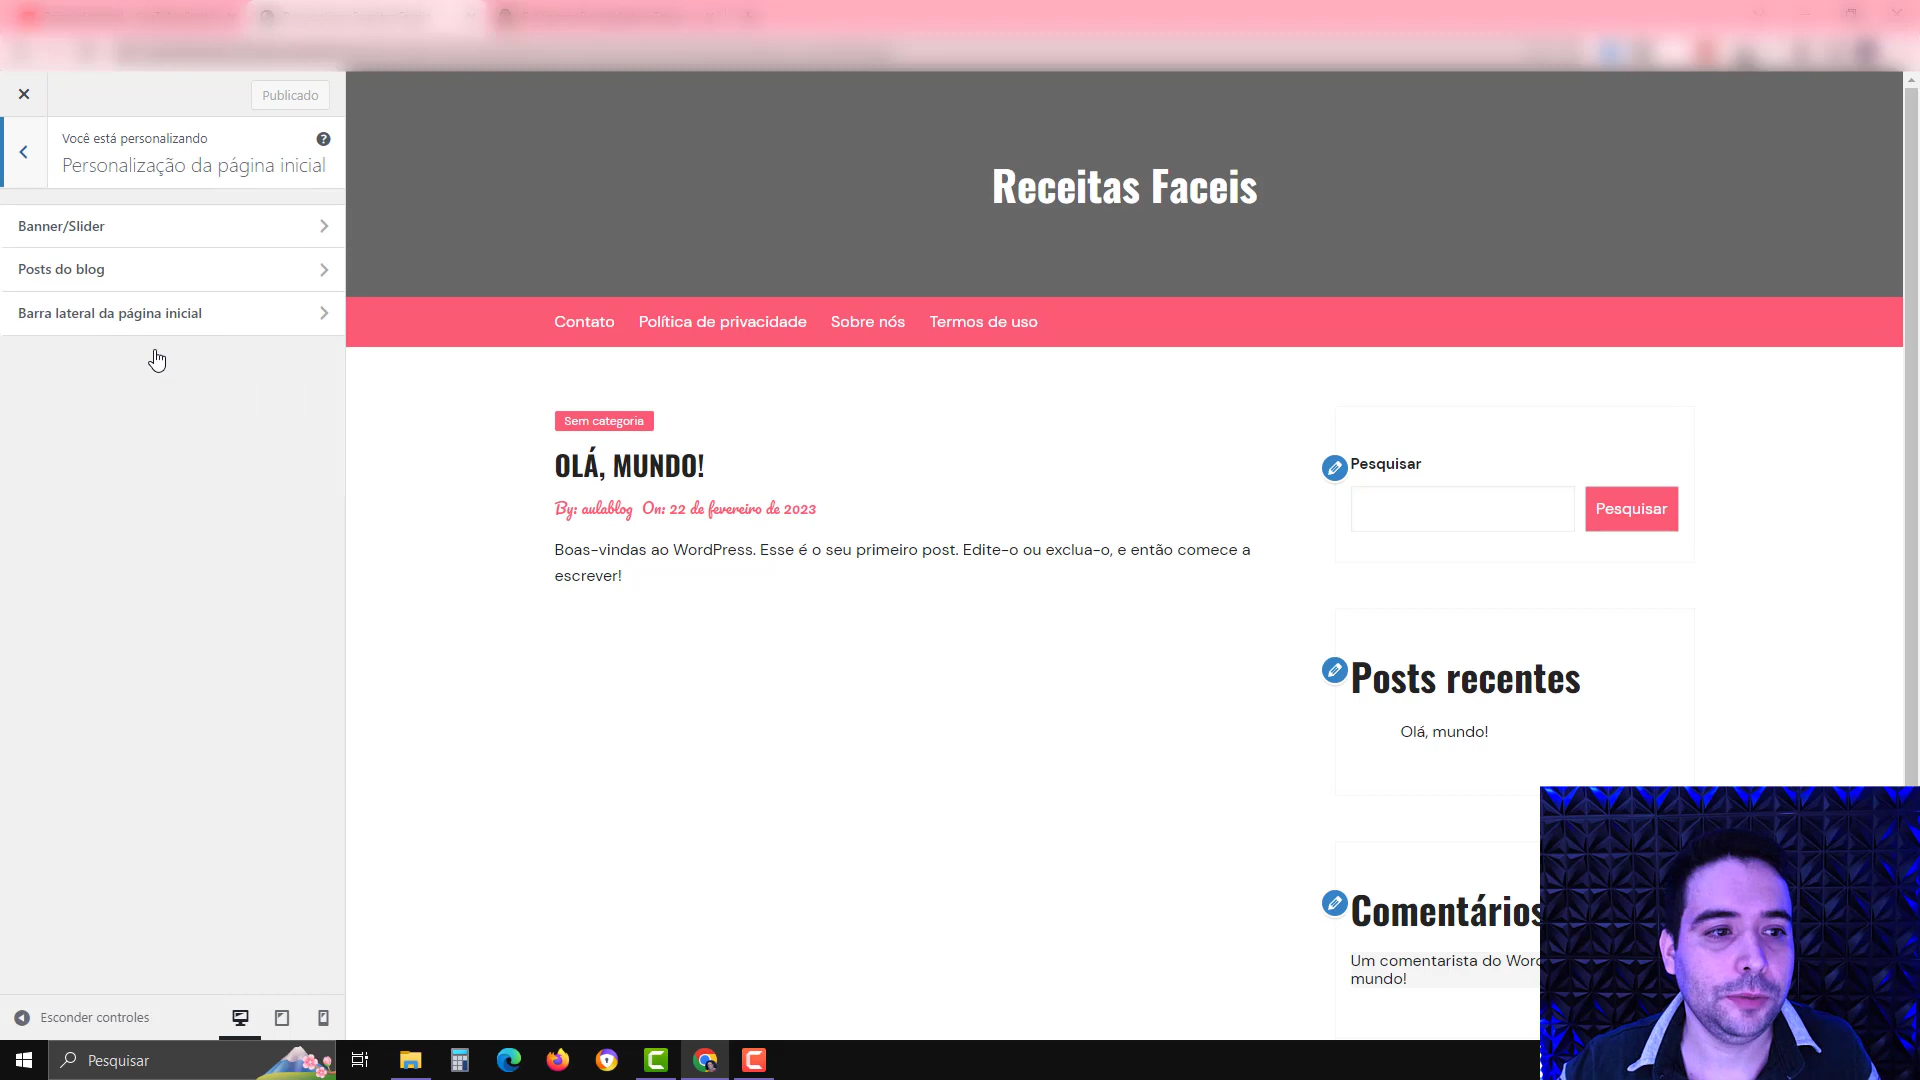 Publicado
Você está personalizando
Personalização da página inicial
Banner/Slider
Posts do blog
Barra lateral da página inicial
Esconder controles
Receitas Faceis
Contato Política de privacidade Sobre nós Termos de uso
Sem categoria
OLÁ, MUNDO!
By: aulablog On: 22 de fevereiro de 2023
Boas-vindas ao WordPress. Esse é o seu primeiro post. Edite-o ou exclua-o, e então comece a
escrever!
Pesquisar
Pesquisar
Posts recentes
Olá, mundo!
Comentários
Um comentarista do
mundo!
Pesquisar